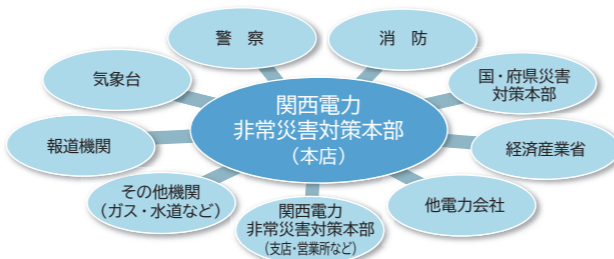 警　察
消　防
気象台
国・府県災害
対策本部
関西電力
非常災害対策本部
（本店）
報道機関
経済産業省
その他機関
（ガス・水道など）
他電力会社
関西電力
非常災害対策本部
（支店・営業所など）